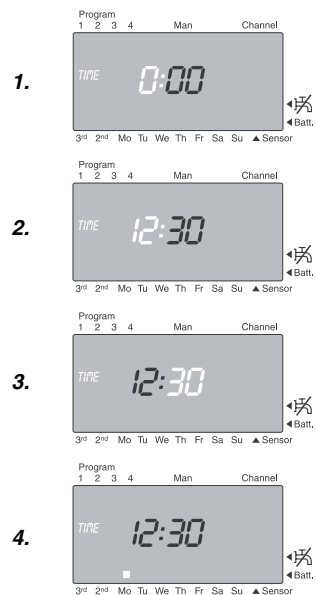 Program
1 2 3 4 Man Channel
1.
TIME 0:00
Batt.
3rd 2nd Mo Tu We Th Fr Sa Su ▲ Sensor
Program
1 2 3 4 Man Channel
2.
TIME 12:30
Batt.
3rd 2nd Mo Tu We Th Fr Sa Su ▲ Sensor
Program
1 2 3 4 Man Channel
3.
TIME 12:30
Batt.
3rd 2nd Mo Tu We Th Fr Sa Su ▲ Sensor
Program
1 2 3 4 Man Channel
4.
TIME 12:30
Batt.
3rd 2nd Mo Tu We Th Fr Sa Su ▲ Sensor